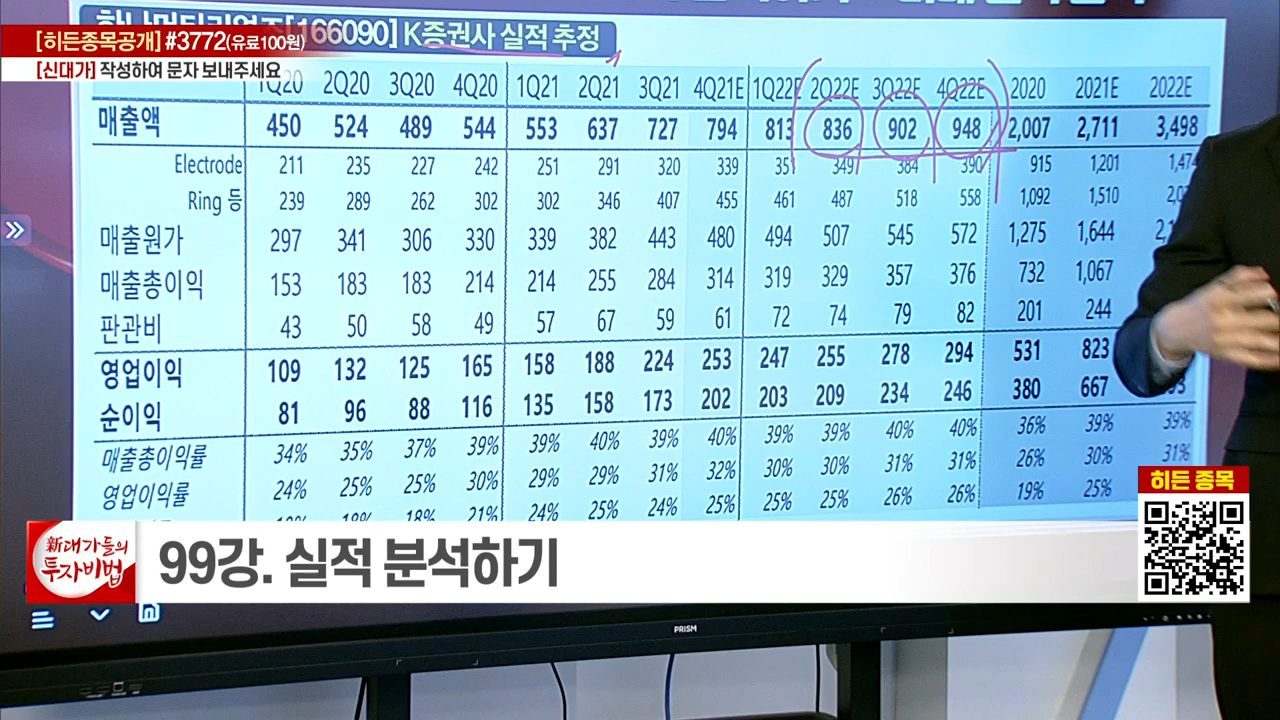 [히든종목공개] #3772(유료100원)
[신대가] 작성하여 문자 보내주세요
[166090] K증권사 실적 추정
1Q20 2Q20 3Q20 4Q20 1Q21 2Q21 3Q21 4Q21E 1Q22E 2Q22E 3Q22E 4Q22E 2020 2021E 2022E
매출액 450 524 489 544 553 637 727 794 813 836 902 948 2,007 2,711 3,498
Electrode 211 235 227 242 251 291 320 339 351 349 384 390 915 1,201
Ring 등 239 289 262 302 302 346 407 455 461 487 518 558 1,092 1,510
매출원가 297 341 306 330 339 382 443 480 494 507 545 572 1,275 1,644
매출총이익 153 183 183 214 214 255 284 314 319 329 357 376 732 1,067
판관비 43 50 58 49 57 67 59 61 72 74 79 82 201 244
영업이익 109 132 125 165 158 188 224 253 247 255 278 294 531 823
순이익 81 96 88 116 135 158 173 202 203 209 234 246 380 667
매출총이익률 34% 35% 37% 39% 39% 40% 39% 40% 39% 39% 40% 40% 36% 39% 39%
영업이익률 24% 25% 25% 30% 29% 29% 31% 32% 30% 30% 31% 31% 26% 30% 31%
18% 18% 21% 24% 25% 24% 25% 25% 25% 26% 26% 19% 25%
히든 종목
新대가들의
투자비법
99강. 실적 분석하기
PRISM